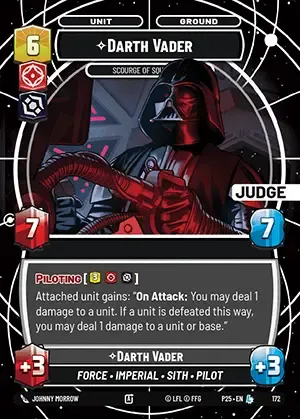 UNIT GROUND
6
✧DARTH VADER
SCOURGE OF SQU
JUDGE
7 7
PILOTING [3]
Attached unit gains: "On Attack: You may deal 1
damage to a unit. If a unit is defeated this way,
you may deal 1 damage to a unit or base."
✧DARTH VADER
+3 +3
FORCE • IMPERIAL • SITH • PILOT
JOHNNY MORROW © LFL © FFG P25 • EN 172